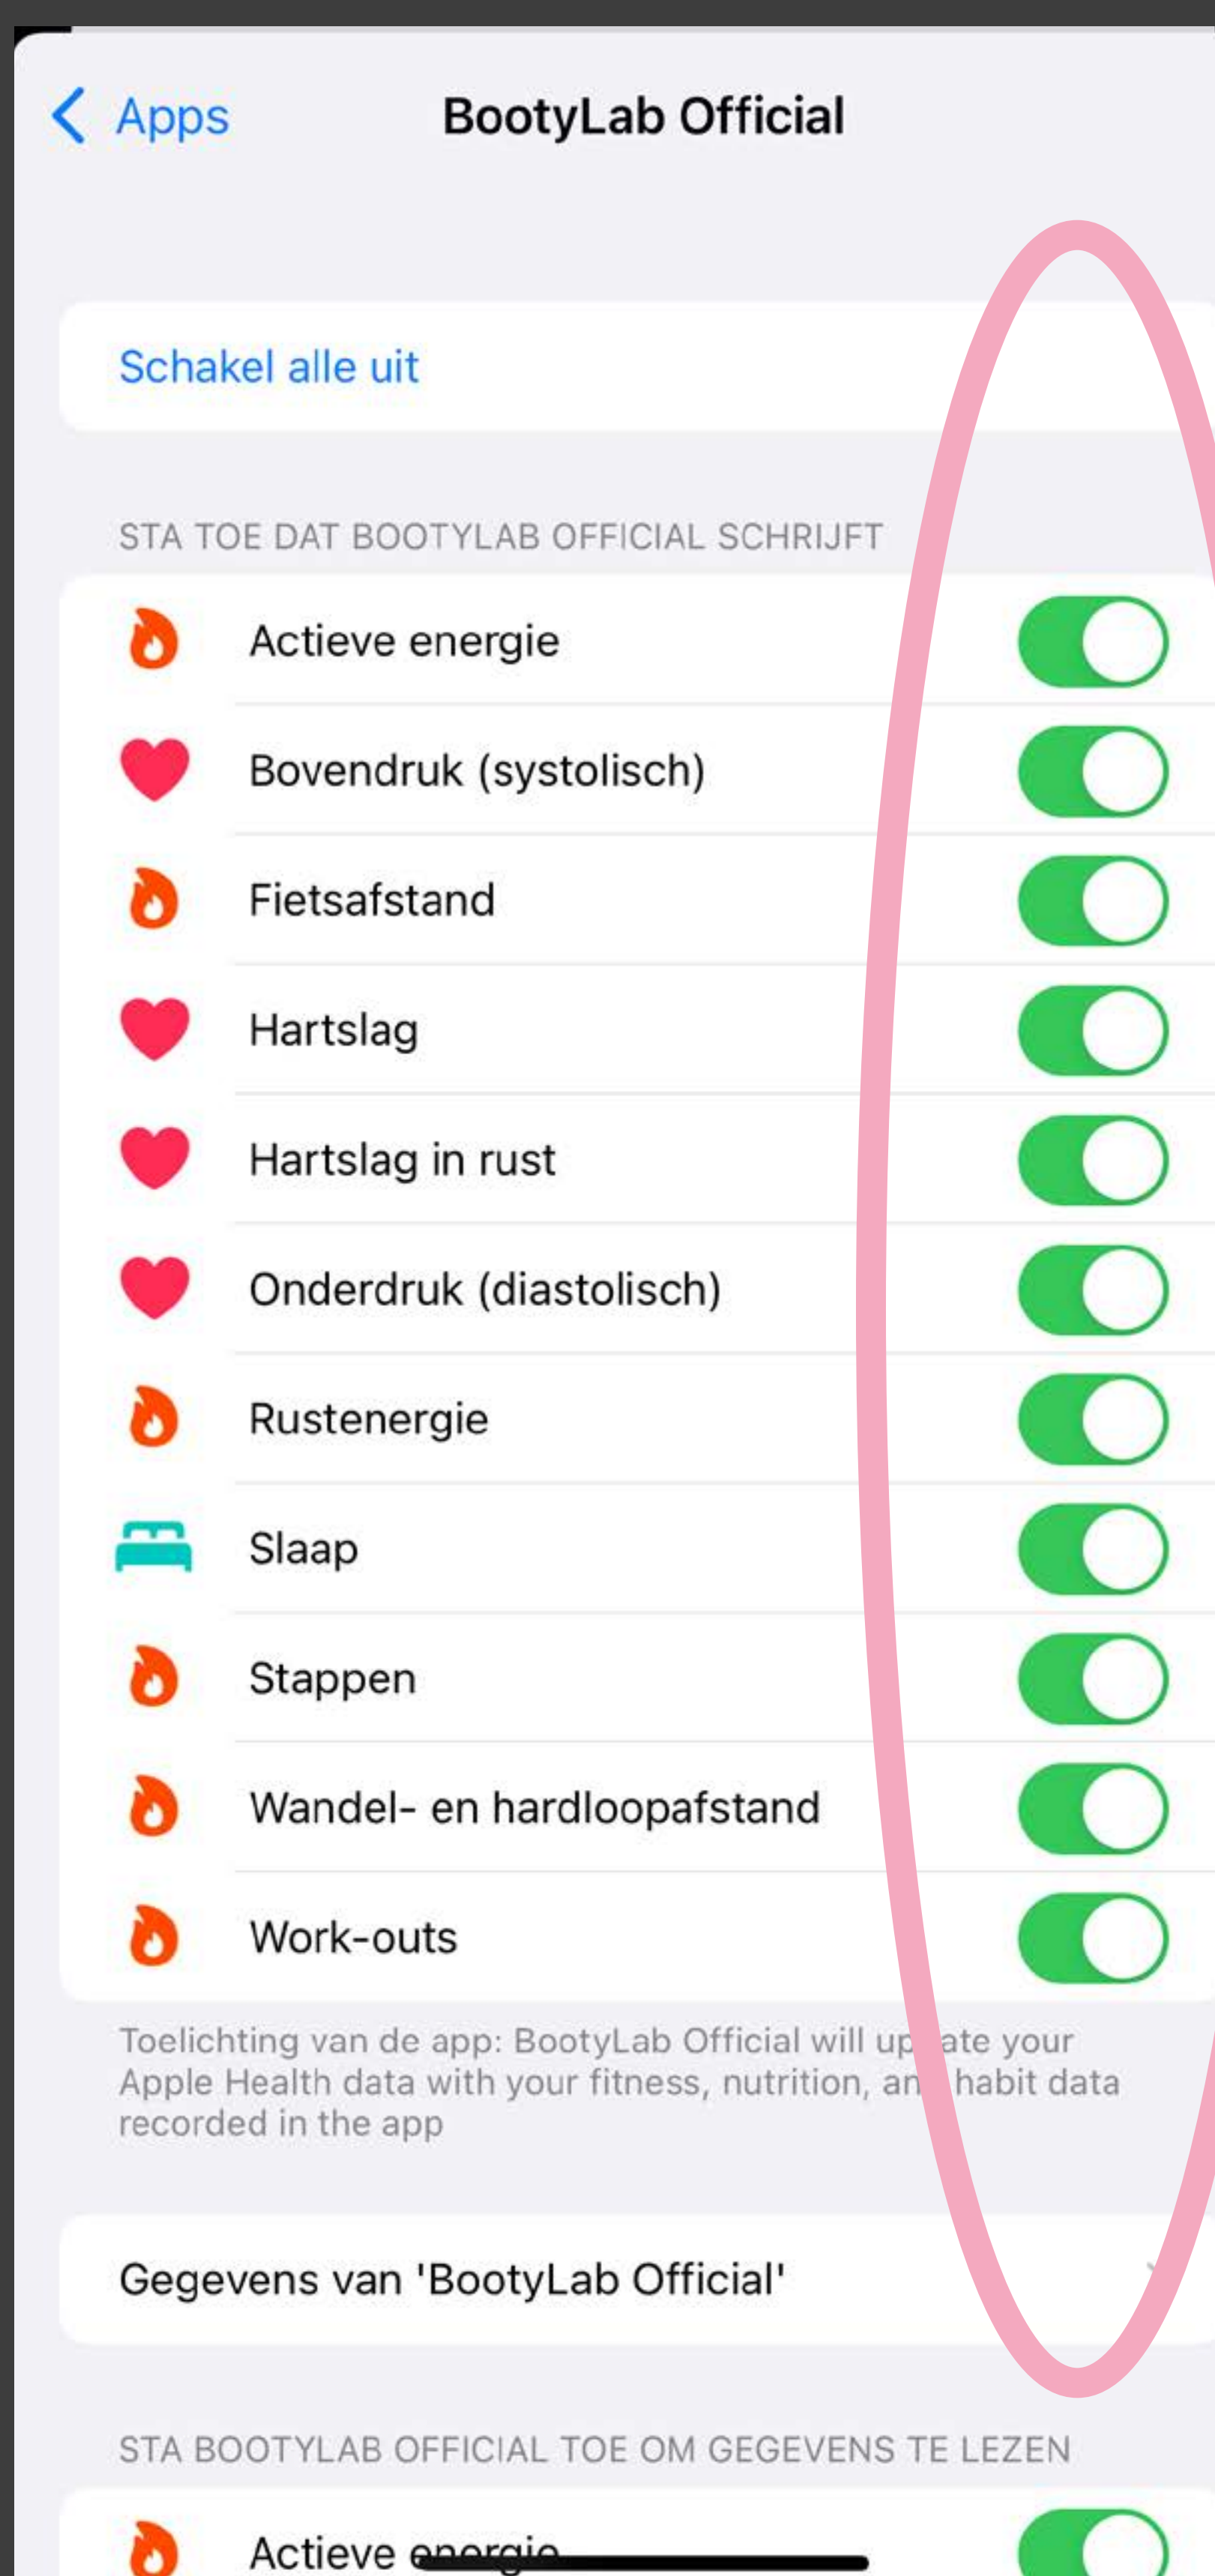 Apps
BootyLab Official
Schakel alle uit
STA TOE DAT BOOTYLAB OFFICIAL SCHRIJFT
Actieve energie
Bovendruk (systolisch)
Fietsafstand
Hartslag
Hartslag in rust
Onderdruk (diastolisch)
Rustenergie
Slaap
Stappen
Wandel- en hardloopafstand
Work-outs
Toelichting van de app: BootyLab Official will update your
Apple Health data with your fitness, nutrition, and habit data
recorded in the app
Gegevens van 'BootyLab Official'
STA BOOTYLAB OFFICIAL TOE OM GEGEVENS TE LEZEN
Actieve energie